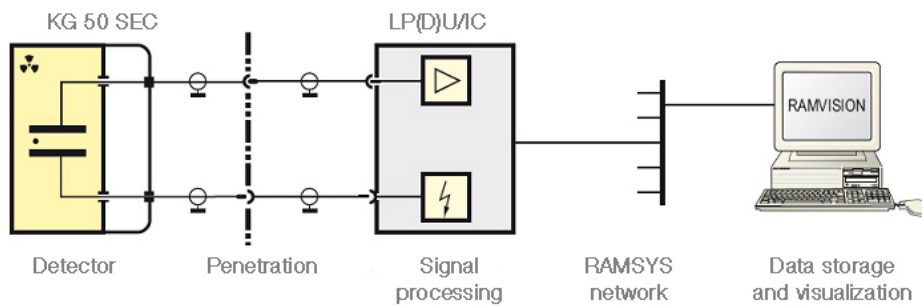 KG 50 SEC
LP(D)U/IC
RAMVISION
Detector
Penetration
Signal
processing
RAMSYS
network
Data storage
and visualization